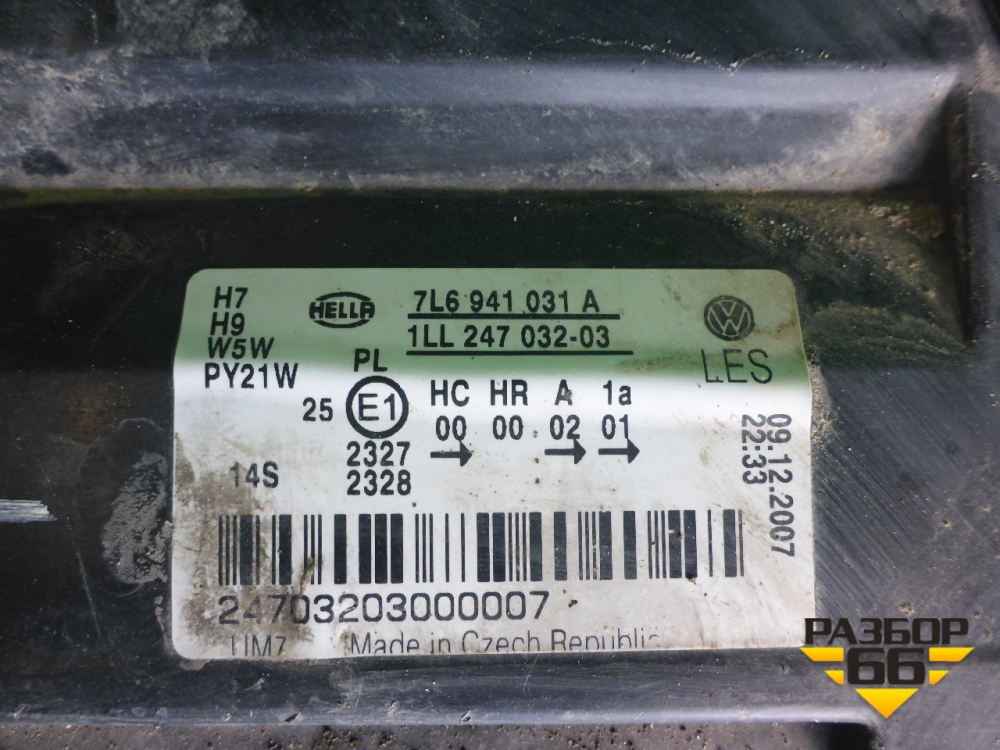 H7
H9
W5W
PY21W
HELLA
7L6 941 031 A
1LL 247 032-03
LES
PL
25 E1
2327
2328
14S
HC HR A 1a
00 00 02 01
09.12.2007
22:33
24703203000007
Made in Czech Republic
РАЗБОР
66